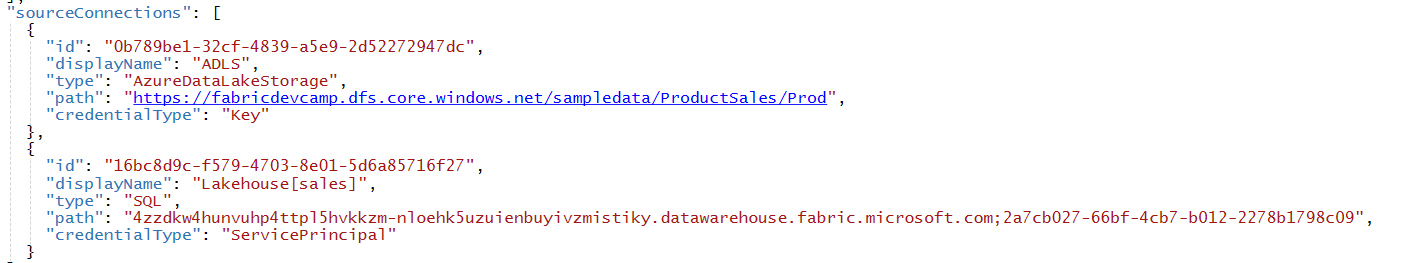 "sourceConnections": [
{
"id": "0b789be1-32cf-4839-a5e9-2d52272947dc",
"displayName": "ADLS",
"type": "AzureDataLakeStorage",
"path": "https://fabricdevcamp.dfs.core.windows.net/sampledata/ProductSales/Prod",
"credentialType": "Key"
},
{
"id": "16bc8d9c-f579-4703-8e01-5d6a85716f27",
"displayName": "Lakehouse[sales]",
"type": "SQL",
"path": "4zzdkw4hunvuhp4ttpl5hvkkzm-nloehk5uzuienbuyivzmistiky.datawarehouse.fabric.microsoft.com;2a7cb027-66bf-4cb7-b012-2278b1798c09",
"credentialType": "ServicePrincipal"
}